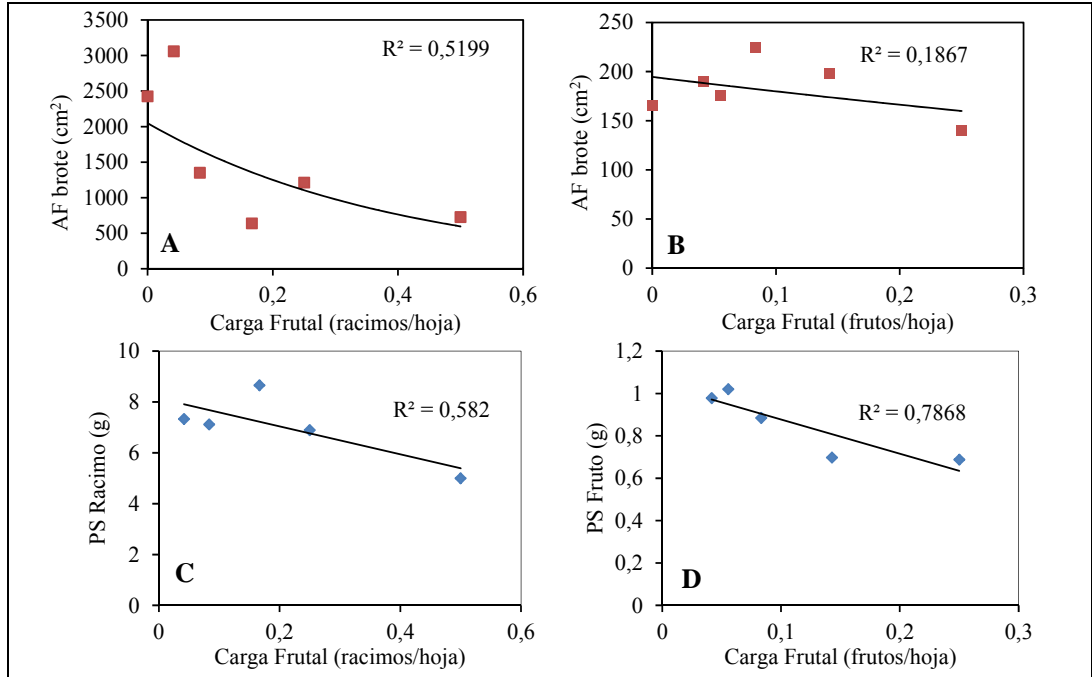 3500
3000
2500
2000
1500
1000
500
0
AF brote (cm²)
R² = 0,5199
A
0 0,2 0,4 0,6
Carga Frutal (racimos/hoja)
250
200
150
100
50
0
AF brote (cm²)
R² = 0,1867
B
0 0,1 0,2 0,3
Carga Frutal (frutos/hoja)
10
8
6
4
2
0
PS Racimo (g)
R² = 0,582
C
0 0,2 0,4 0,6
Carga Frutal (racimos/hoja)
1,2
1
0,8
0,6
0,4
0,2
0
PS Fruto (g)
R² = 0,7868
D
0 0,1 0,2 0,3
Carga Frutal (frutos/hoja)